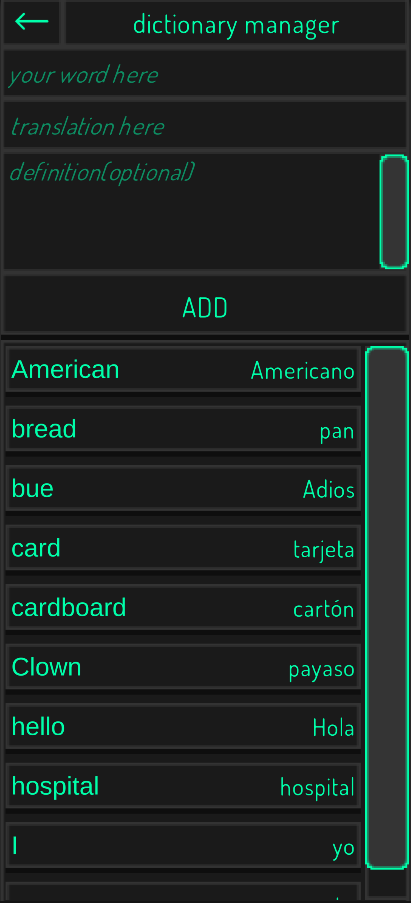 ← dictionary manager
your word here
translation here
definition(optional)
ADD
American Americano
bread pan
bue Adios
card tarjeta
cardboard cartón
Clown payaso
hello Hola
hospital hospital
I yo